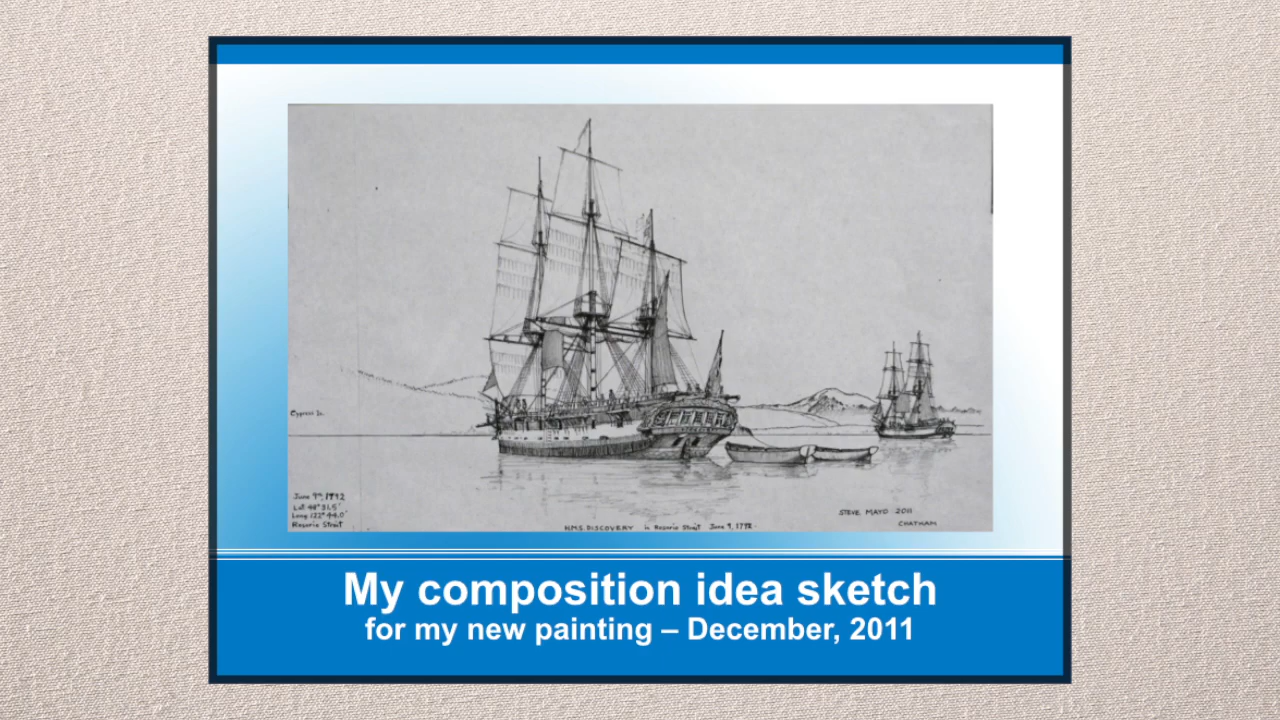 Cypress Is.
June 9th, 1792
Lat. 48° 31.5'
Long. 122° 44.0'
Rosario Strait
H.M.S. DISCOVERY in Rosario Strait June 9, 1792
STEVE MAYO 2011
CHATHAM
My composition idea sketch
for my new painting – December, 2011